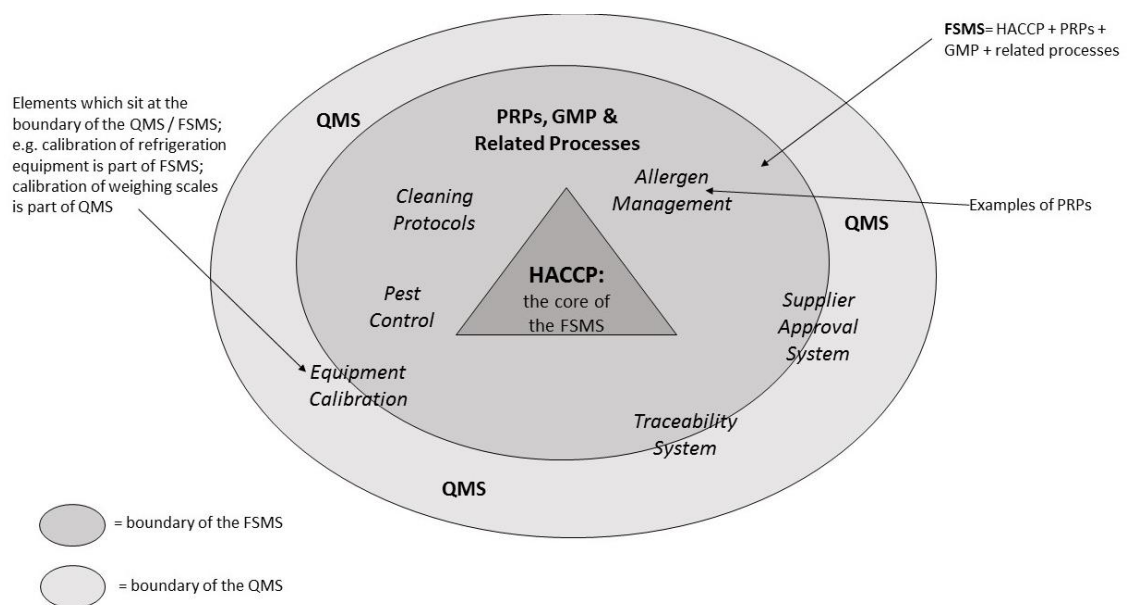 FSMS= HACCP + PRPs +
GMP + related processes
Elements which sit at the
boundary of the QMS / FSMS;
e.g. calibration of refrigeration
equipment is part of FSMS;
calibration of weighing scales
is part of QMS
QMS
PRPs, GMP &
Related Processes
Allergen
Management
Cleaning
Protocols
Examples of PRPs
QMS
HACCP:
the core of
the FSMS
Pest
Control
Supplier
Approval
System
Equipment
Calibration
Traceability
System
QMS
= boundary of the FSMS
= boundary of the QMS